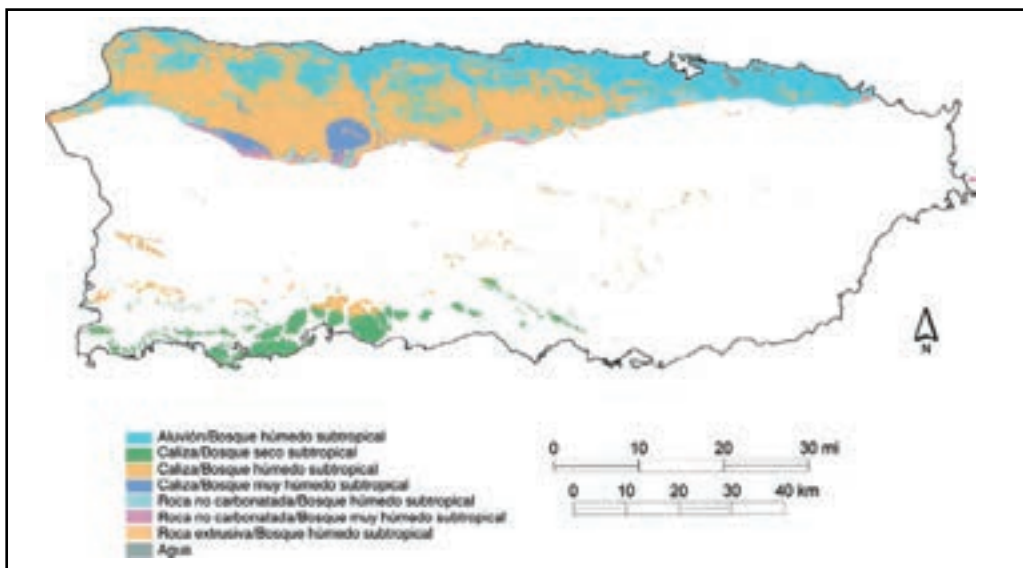 N
Aluvión/Bosque húmedo subtropical
Caliza/Bosque seco subtropical
Caliza/Bosque húmedo subtropical
Caliza/Bosque muy húmedo subtropical
Roca no carbonatada/Bosque húmedo subtropical
Roca no carbonatada/Bosque muy húmedo subtropical
Roca extrusiva/Bosque húmedo subtropical
Agua
0 10 20 30 mi
0 10 20 30 40 km